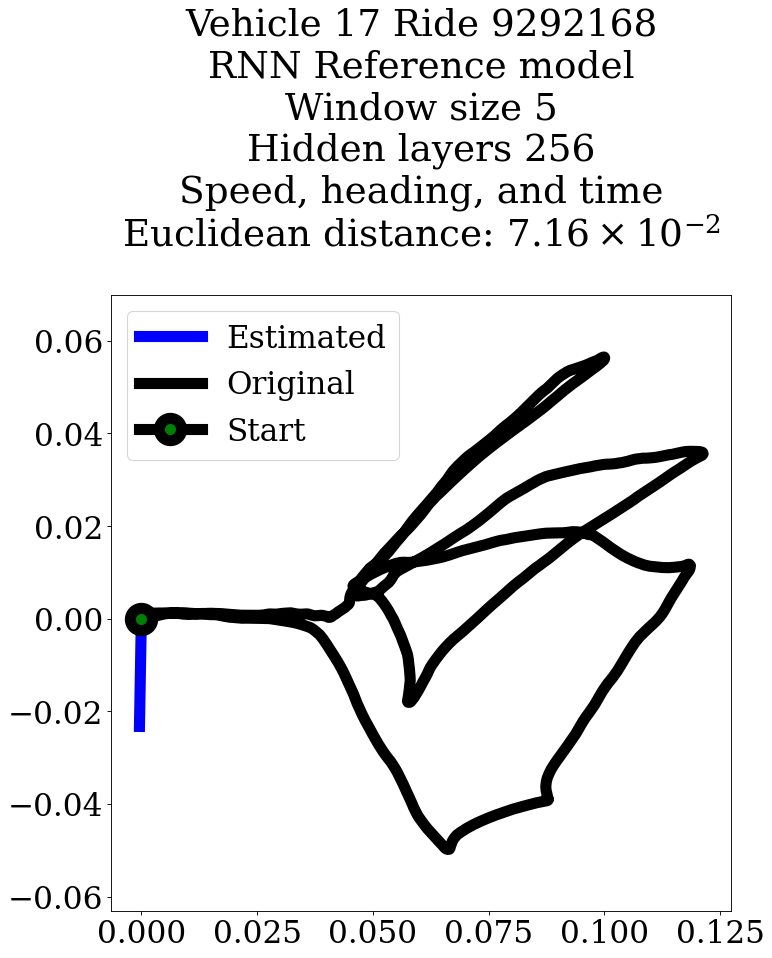 Vehicle 17 Ride 9292168
RNN Reference model
Window size 5
Hidden layers 256
Speed, heading, and time
Euclidean distance: 7.16 × 10⁻²
Estimated
Original
Start
0.06
0.04
0.02
0.00
−0.02
−0.04
−0.06
0.000 0.025 0.050 0.075 0.100 0.125